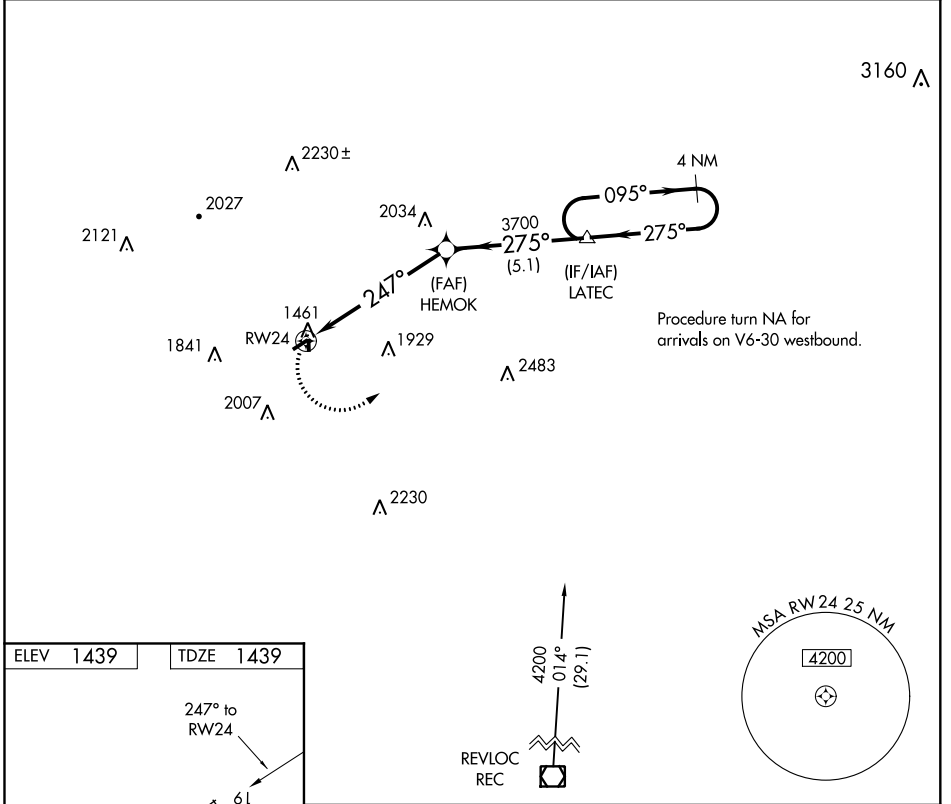 3160
2230±
4 NM
2027
095°
2034
3700
2121
275°
275°
(5.1)
(IF/IAF)
LATEC
247°
(FAF)
HEMOK
1461
Procedure turn NA for
arrivals on V6-30 westbound.
RW24
1929
1841
2483
2007
2230
MSA RW24 25 NM
4200
ELEV 1439
TDZE 1439
4200
014°
(29.1)
247° to
RW24
REVLOC
REC
6L